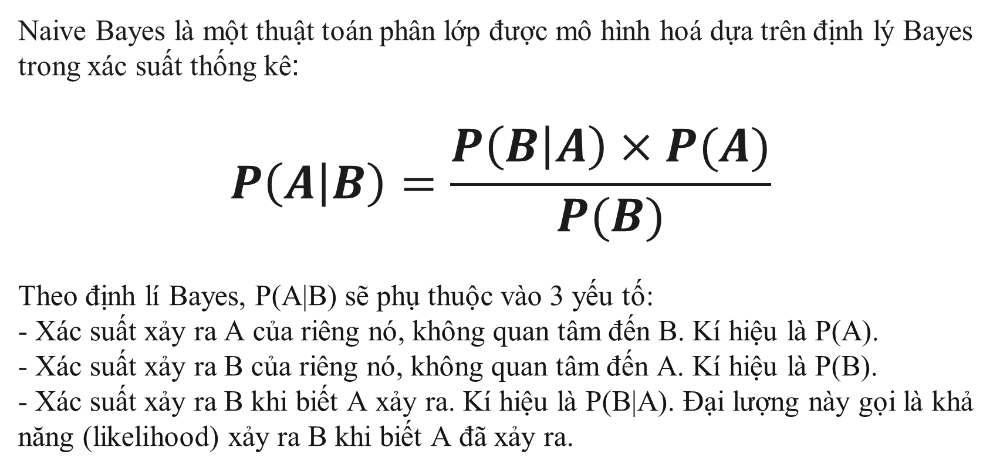 Naive Bayes là một thuật toán phân lớp được mô hình hoá dựa trên định lý Bayes
trong xác suất thống kê:
P(A|B) = P(B|A) × P(A) / P(B)
Theo định lí Bayes, P(A|B) sẽ phụ thuộc vào 3 yếu tố:
- Xác suất xảy ra A của riêng nó, không quan tâm đến B. Kí hiệu là P(A).
- Xác suất xảy ra B của riêng nó, không quan tâm đến A. Kí hiệu là P(B).
- Xác suất xảy ra B khi biết A xảy ra. Kí hiệu là P(B|A). Đại lượng này gọi là khả
năng (likelihood) xảy ra B khi biết A đã xảy ra.